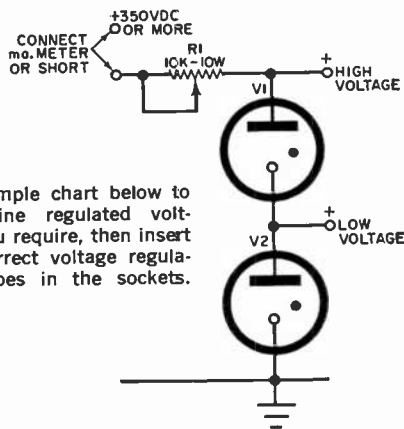 +350VDC
OR MORE
CONNECT
ma. METER
OR SHORT
R1
10K-10W
+
HIGH
VOLTAGE
V1
mple chart below to
ine regulated volt-
u require, then insert
rrect voltage regula-
bes in the sockets.
+
LOW
VOLTAGE
V2